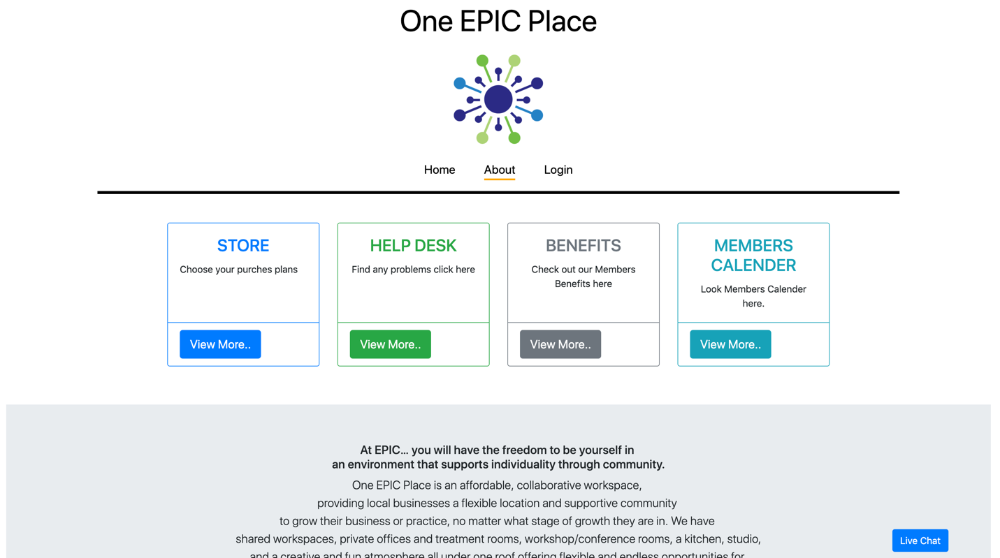 One EPIC Place
Home
About
Login
STORE
Choose your purches plans
View More..
HELP DESK
Find any problems click here
View More..
BENEFITS
Check out our Members
Benefits here
View More..
MEMBERS
CALENDER
Look Members Calender
here.
View More..
At EPIC... you will have the freedom to be yourself in
an environment that supports individuality through community.
One EPIC Place is an affordable, collaborative workspace,
providing local businesses a flexible location and supportive community
to grow their business or practice, no matter what stage of growth they are in. We have
shared workspaces, private offices and treatment rooms, workshop/conference rooms, a kitchen, studio,
and a creative and fun atmosphere all under one roof offering flexible and endless opportunities for
Live Chat